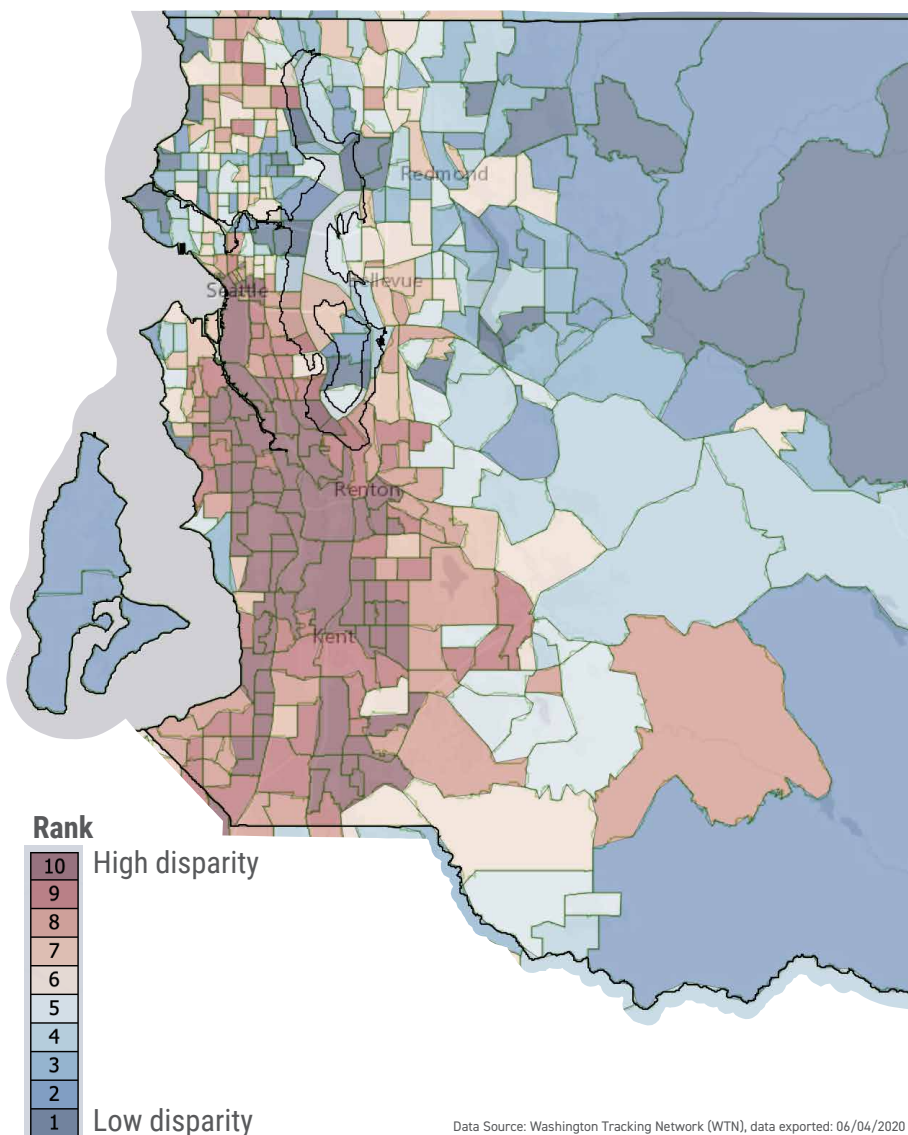 Redmond
Bellevue
Seattle
Renton
Kent
Rank
10 High disparity
9
8
7
6
5
4
3
2
1 Low disparity
Data Source: Washington Tracking Network (WTN), data exported: 06/04/2020